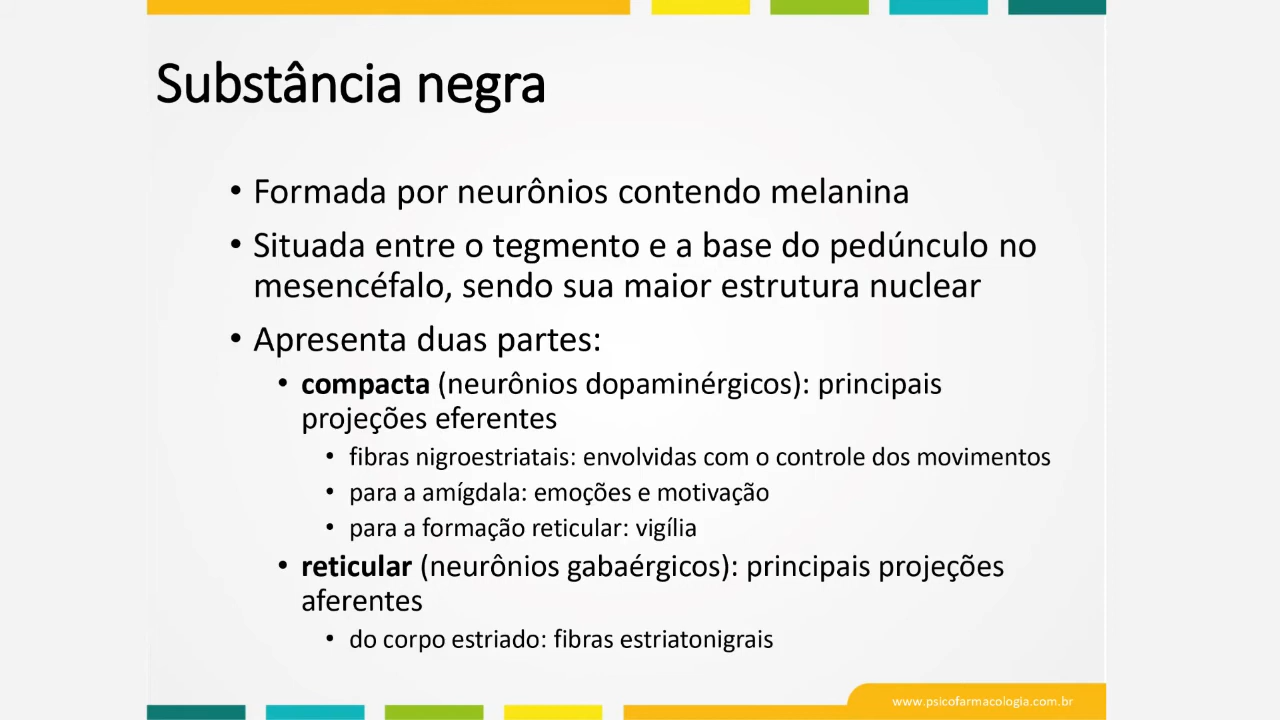 Substância negra
• Formada por neurônios contendo melanina
• Situada entre o tegmento e a base do pedúnculo no
mesencéfalo, sendo sua maior estrutura nuclear
• Apresenta duas partes:
• compacta (neurônios dopaminérgicos): principais
projeções eferentes
• fibras nigroestriatais: envolvidas com o controle dos movimentos
• para a amígdala: emoções e motivação
• para a formação reticular: vigília
• reticular (neurônios gabaérgicos): principais projeções
aferentes
• do corpo estriado: fibras estriatonigrais
www.psicofarmacologia.com.br